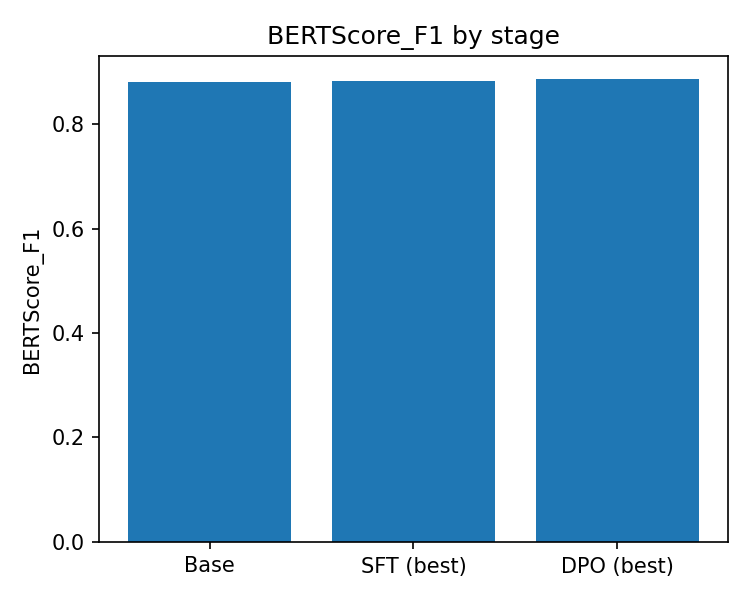 BERTScore_F1 by stage
BERTScore_F1
0.8
0.6
0.4
0.2
0.0
Base
SFT (best)
DPO (best)